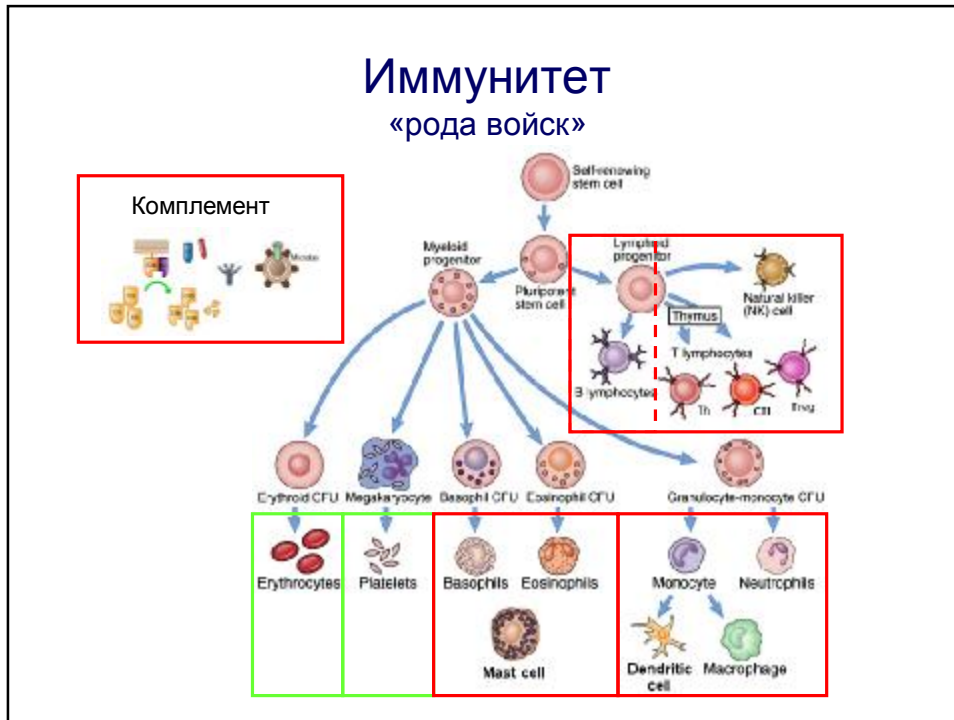 Иммунитет
«рода войск»
Комплемент
Microbe
Self-renewing
stem cell
Myeloid
progenitor
Pluripotent
stem cell
Lymphoid
progenitor
Natural killer
(NK) cell
Thymus
T lymphocytes
B lymphocytes
Th
CTL
Treg
Erythroid CFU
Megakaryocyte
Basophil CFU
Eosinophil CFU
Granulocyte-monocyte CFU
Erythrocytes
Platelets
Basophils
Eosinophils
Monocyte
Neutrophils
Mast cell
Dendritic
cell
Macrophage